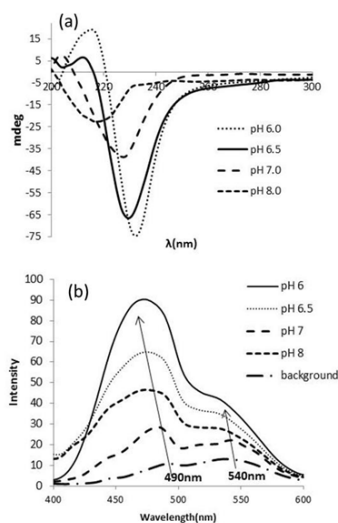 (a)
15
5
-5
-15
-25
-35
-45
-55
-65
-75
mdeg
200 220 240 260 280 300
pH 6.0
pH 6.5
pH 7.0
pH 8.0
λ(nm)
(b)
100
90
80
70
60
50
40
30
20
10
0
Intensity
pH 6
pH 6.5
pH 7
pH 8
background
490nm
540nm
400 450 500 550 600
Wavelength(nm)